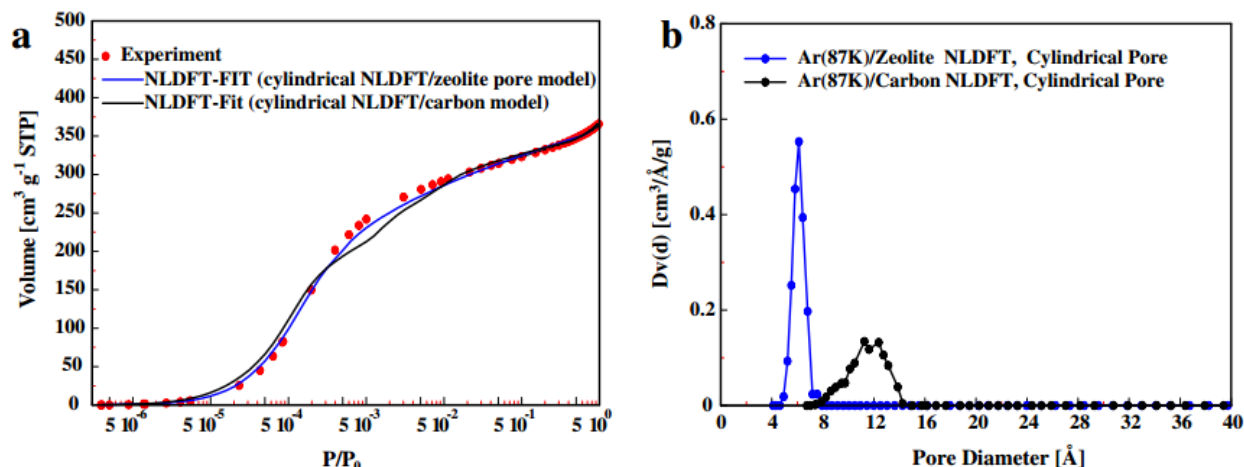 a
500
450
400
350
300
250
200
150
100
50
0
Volume [cm³ g⁻¹ STP]
Experiment
NLDFT-FIT (cylindrical NLDFT/zeolite pore model)
NLDFT-Fit (cylindrical NLDFT/carbon model)
5 10⁻⁶ 5 10⁻⁵ 5 10⁻⁴ 5 10⁻³ 5 10⁻² 5 10⁻¹ 5 10⁰
P/P₀
b
0.8
0.6
0.4
0.2
0
Dv(d) [cm³/Å/g]
Ar(87K)/Zeolite NLDFT, Cylindrical Pore
Ar(87K)/Carbon NLDFT, Cylindrical Pore
0 4 8 12 16 20 24 28 32 36 40
Pore Diameter [Å]